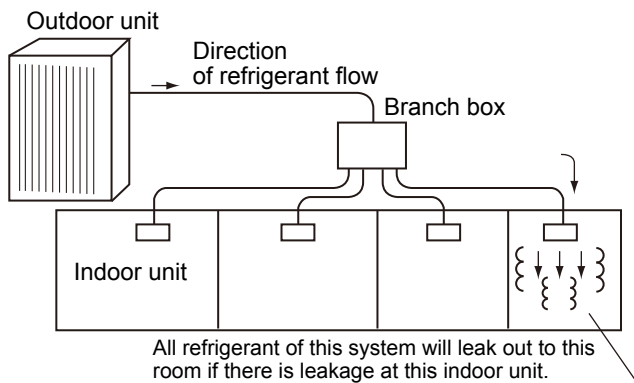 Outdoor unit
Direction
of refrigerant flow
Branch box
Indoor unit
All refrigerant of this system will leak out to this
room if there is leakage at this indoor unit.